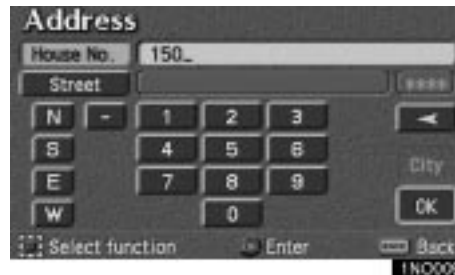 Address
House No. 150_
Street
N - 1 2 3
S 4 5 6
E 7 8 9 City
W 0 OK
Select function Enter Back